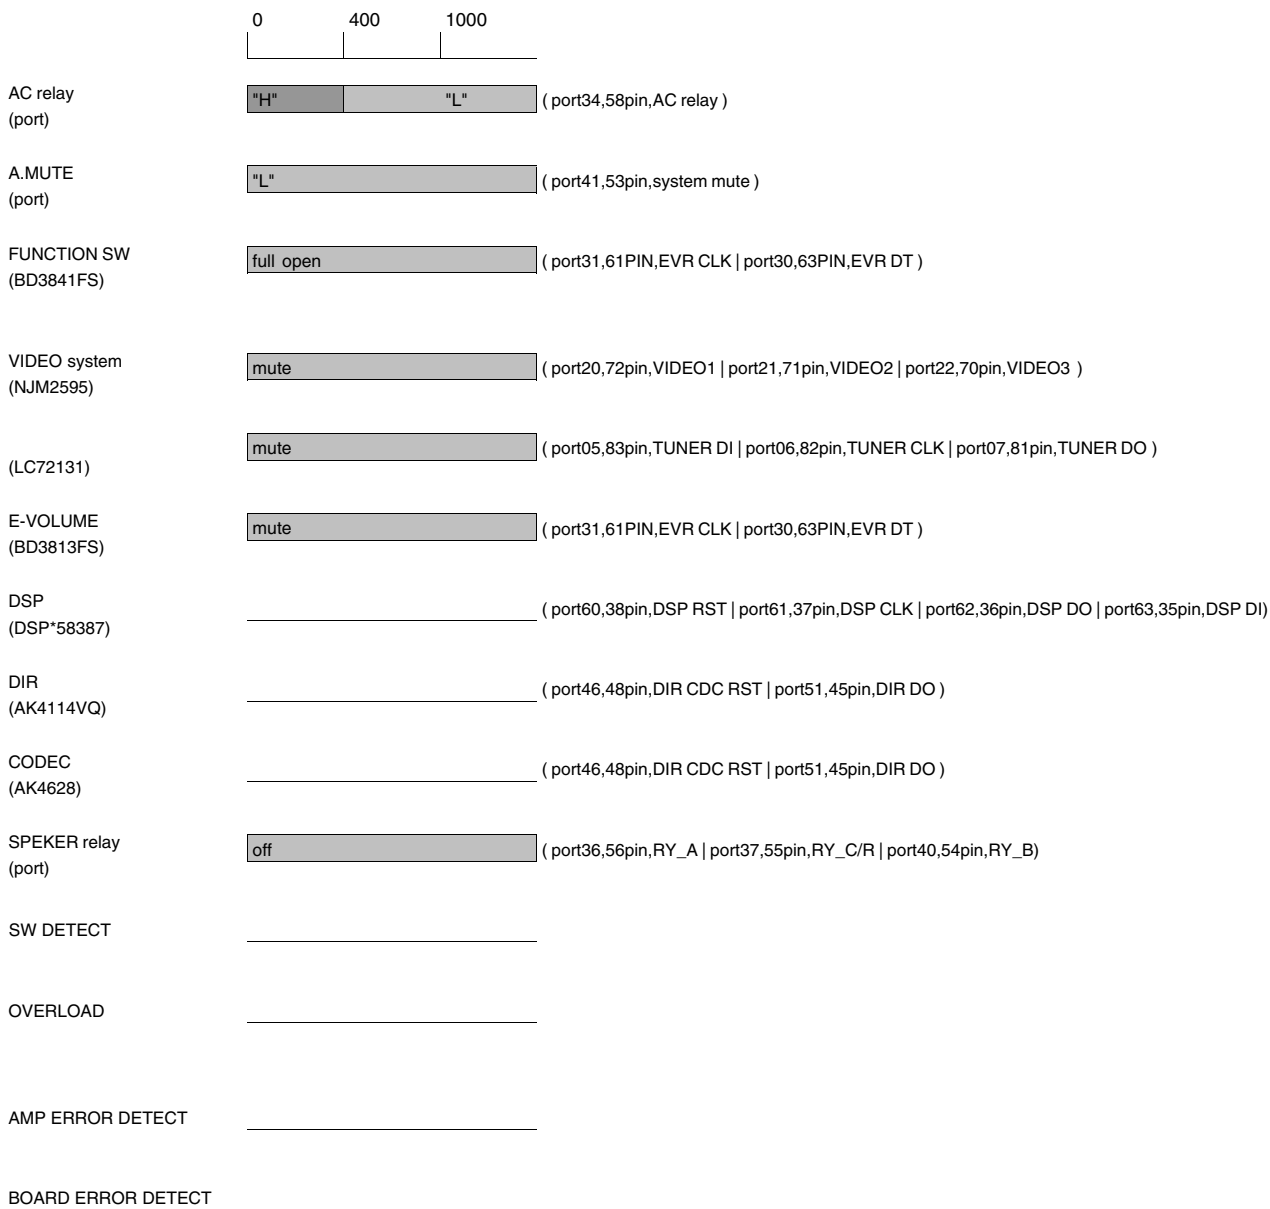 0 400 1000
AC relay
(port)
"H" "L" ( port34,58pin,AC relay )
A.MUTE
(port)
"L" ( port41,53pin,system mute )
FUNCTION SW
(BD3841FS)
full open ( port31,61PIN,EVR CLK | port30,63PIN,EVR DT )
VIDEO system
(NJM2595)
mute ( port20,72pin,VIDEO1 | port21,71pin,VIDEO2 | port22,70pin,VIDEO3 )
(LC72131)
mute ( port05,83pin,TUNER DI | port06,82pin,TUNER CLK | port07,81pin,TUNER DO )
E-VOLUME
(BD3813FS)
mute ( port31,61PIN,EVR CLK | port30,63PIN,EVR DT )
DSP
(DSP*58387)
( port60,38pin,DSP RST | port61,37pin,DSP CLK | port62,36pin,DSP DO | port63,35pin,DSP DI)
DIR
(AK4114VQ)
( port46,48pin,DIR CDC RST | port51,45pin,DIR DO )
CODEC
(AK4628)
( port46,48pin,DIR CDC RST | port51,45pin,DIR DO )
SPEKER relay
(port)
off ( port36,56pin,RY_A | port37,55pin,RY_C/R | port40,54pin,RY_B)
SW DETECT
OVERLOAD
AMP ERROR DETECT
BOARD ERROR DETECT